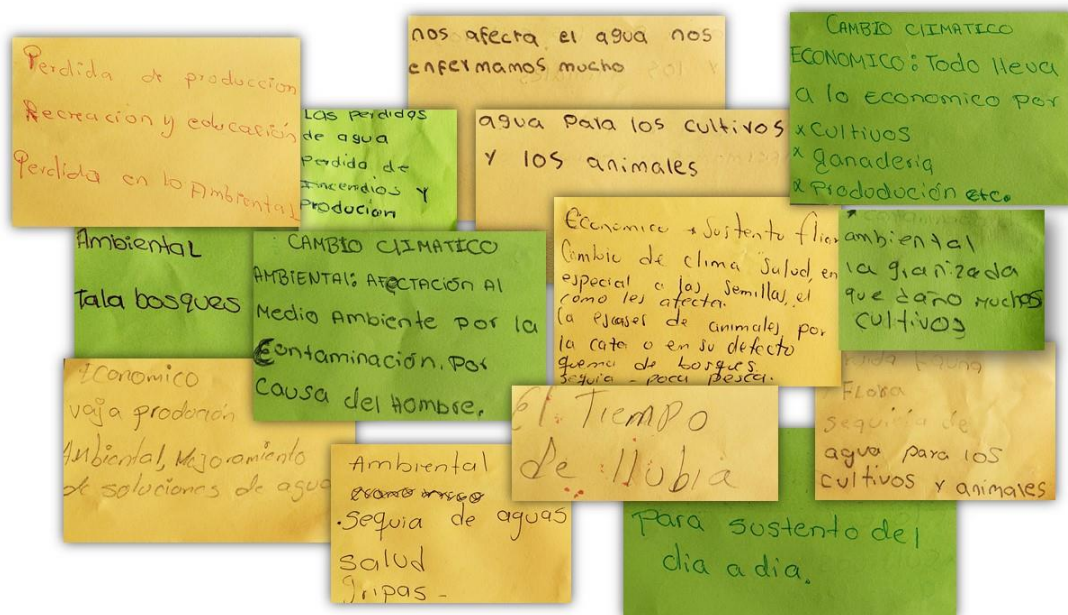 Perdida de produccion
Recreacion y educación
Perdida en lo Ambiental
nos afecta el agua nos
enfermamos mucho
CAMBIO CLIMATICO
ECONOMICO: Todo lleva
a lo economico por
x cultivos
x ganaderia
x prododución etc.
Las perdidas
de agua
perdida de
incendios y
producion
agua Pala los cultivos
y los animales
Ambiental
tala bosques
CAMBIO CLIMATICO
AMBIENTAL: AFECTACIÓN Al
Medio Ambiente por la
Contaminación. Por
Causa del Hombre.
Economico * Sustento
Cambio de clima Salud, en
especial a las Semillas, el
como les afecta.
la escases de animales por
la caza o en su defecto
quema de bosques.
Sequia - poca pesca.
ambiental
la granizada
que daño muchos
cultivos
Economico
vaja prodocion
Ambiental, Mejoramiento
de soluciones de agua
Ambiental
.sequia de aguas
salud
gripas -
El Tiempo
de llubia
Flora
sequiria de
agua para los
cultivos y animales
para sustento del
dia a dia.